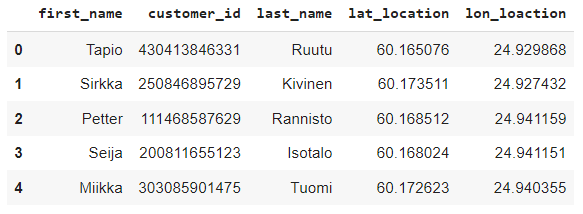 first_name customer_id last_name lat_location lon_loaction
0 Tapio 430413846331 Ruutu 60.165076 24.929868
1 Sirkka 250846895729 Kivinen 60.173511 24.927432
2 Petter 111468587629 Rannisto 60.168512 24.941159
3 Seija 200811655123 Isotalo 60.168024 24.941151
4 Miikka 303085901475 Tuomi 60.172623 24.940355